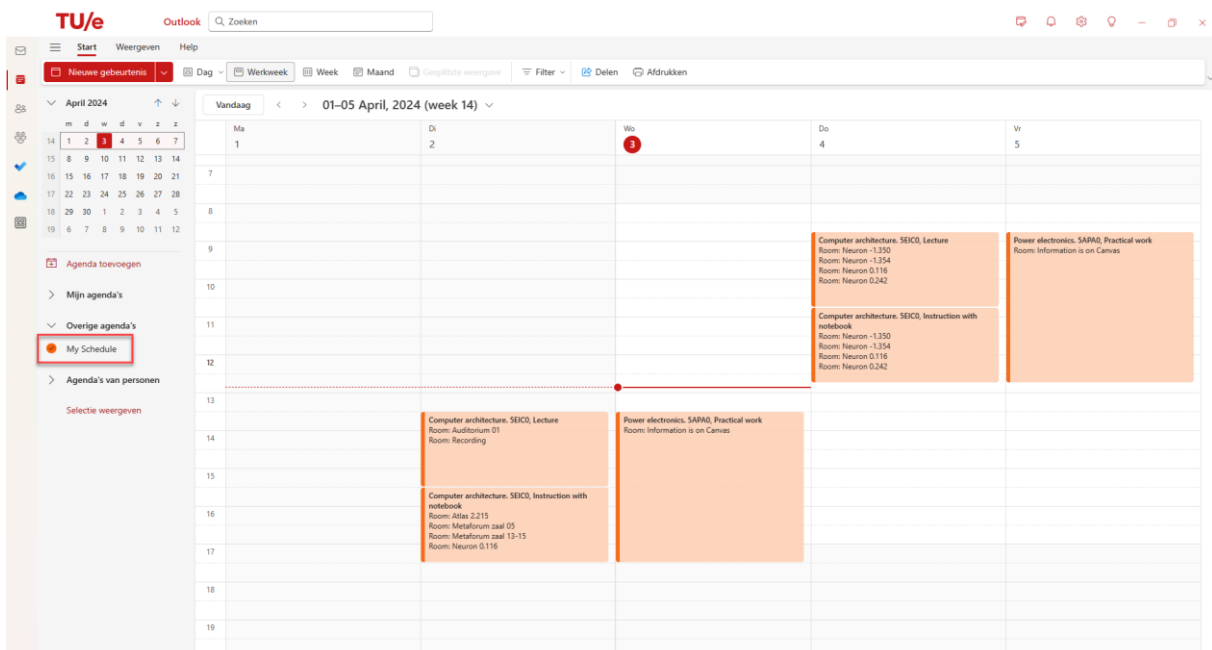 TU/e
Outlook
Zoeken
Start Weergeven Help
Nieuwe gebeurtenis
Dag Werkweek Week Maand Gesplitste weergave Filter Delen Afdrukken
April 2024
m d w d v z z
14 1 2 3 4 5 6 7
15 8 9 10 11 12 13 14
16 15 16 17 18 19 20 21
17 22 23 24 25 26 27 28
18 29 30 1 2 3 4 5
19 6 7 8 9 10 11 12
Agenda toevoegen
Mijn agenda's
Overige agenda's
My Schedule
Agenda's van personen
Selectie weergeven
Vandaag
01–05 April, 2024 (week 14)
Ma
1
Di
2
Wo
3
Do
4
Vr
5
7
8
9
10
11
12
13
14
15
16
17
18
19
Computer architecture. 5EIC0, Lecture
Room: Auditorium 01
Room: Recording
Computer architecture. 5EIC0, Instruction with
notebook
Room: Atlas 2.215
Room: Metaforum zaal 05
Room: Metaforum zaal 13-15
Room: Neuron 0.116
Power electronics. 5APA0, Practical work
Room: Information is on Canvas
Computer architecture. 5EIC0, Lecture
Room: Neuron -1.350
Room: Neuron -1.354
Room: Neuron 0.116
Room: Neuron 0.242
Computer architecture. 5EIC0, Instruction with
notebook
Room: Neuron -1.350
Room: Neuron -1.354
Room: Neuron 0.116
Room: Neuron 0.242
Power electronics. 5APA0, Practical work
Room: Information is on Canvas